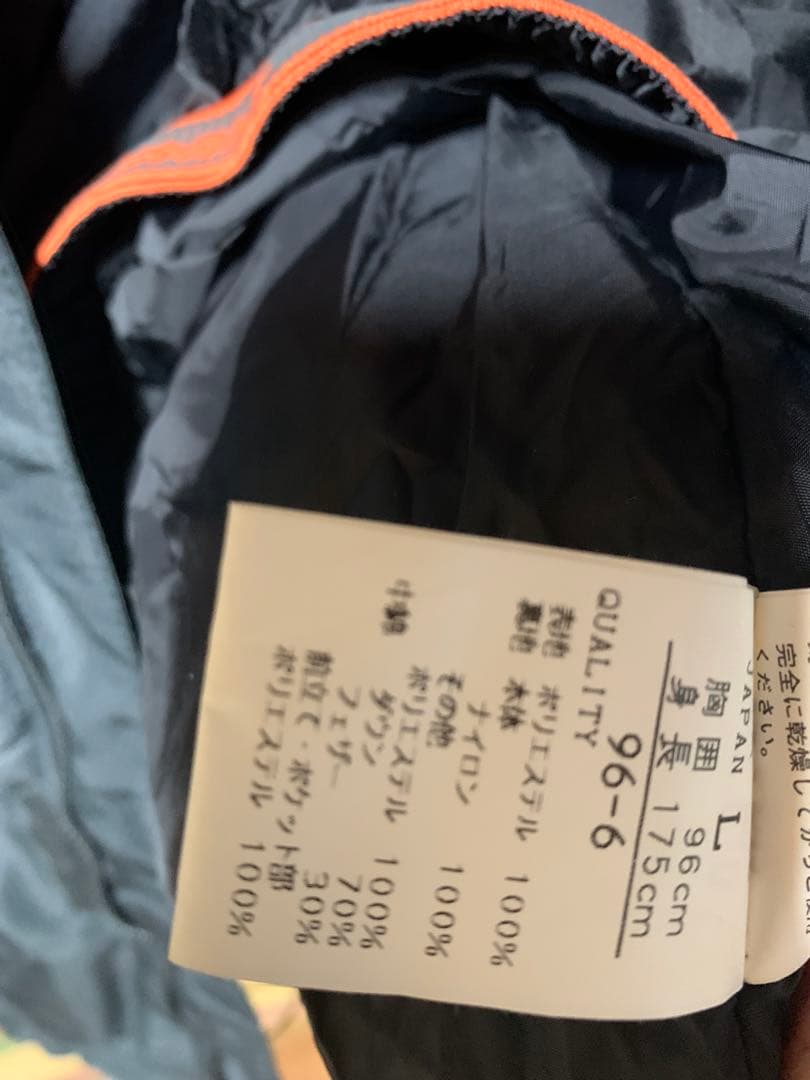 JAPAN L
胸囲 96cm
身長 175cm
QUALITY 96-6
表地 ポリエステル 100%
裏地 本体
ナイロン 100%
その他
ポリエステル 100%
中綿 ダウン 70%
フェザー 30%
前立て・ポケット部
ポリエステル 100%
完全に乾燥してから
ください。